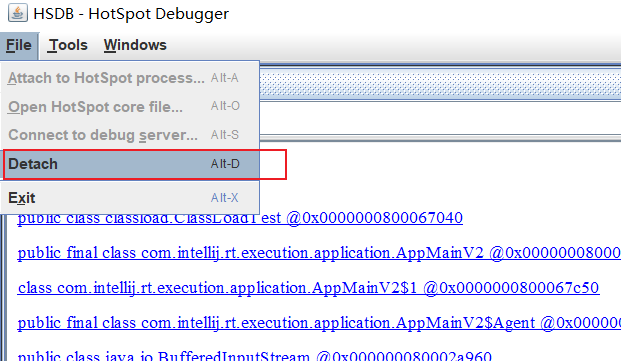 HSDB - HotSpot Debugger
File Tools Windows
Attach to HotSpot process... Alt-A
Open HotSpot core file... Alt-O
Connect to debug server... Alt-S
Detach Alt-D
Exit Alt-X
public class classload.ClassLoadTest @0x0000000800067040
public final class com.intellij.rt.execution.application.AppMainV2 @0x00000008000
class com.intellij.rt.execution.application.AppMainV2$1 @0x0000000800067c50
public final class com.intellij.rt.execution.application.AppMainV2$Agent @0x00000
public class java.io.BufferedInputStream @0x000000080002a960